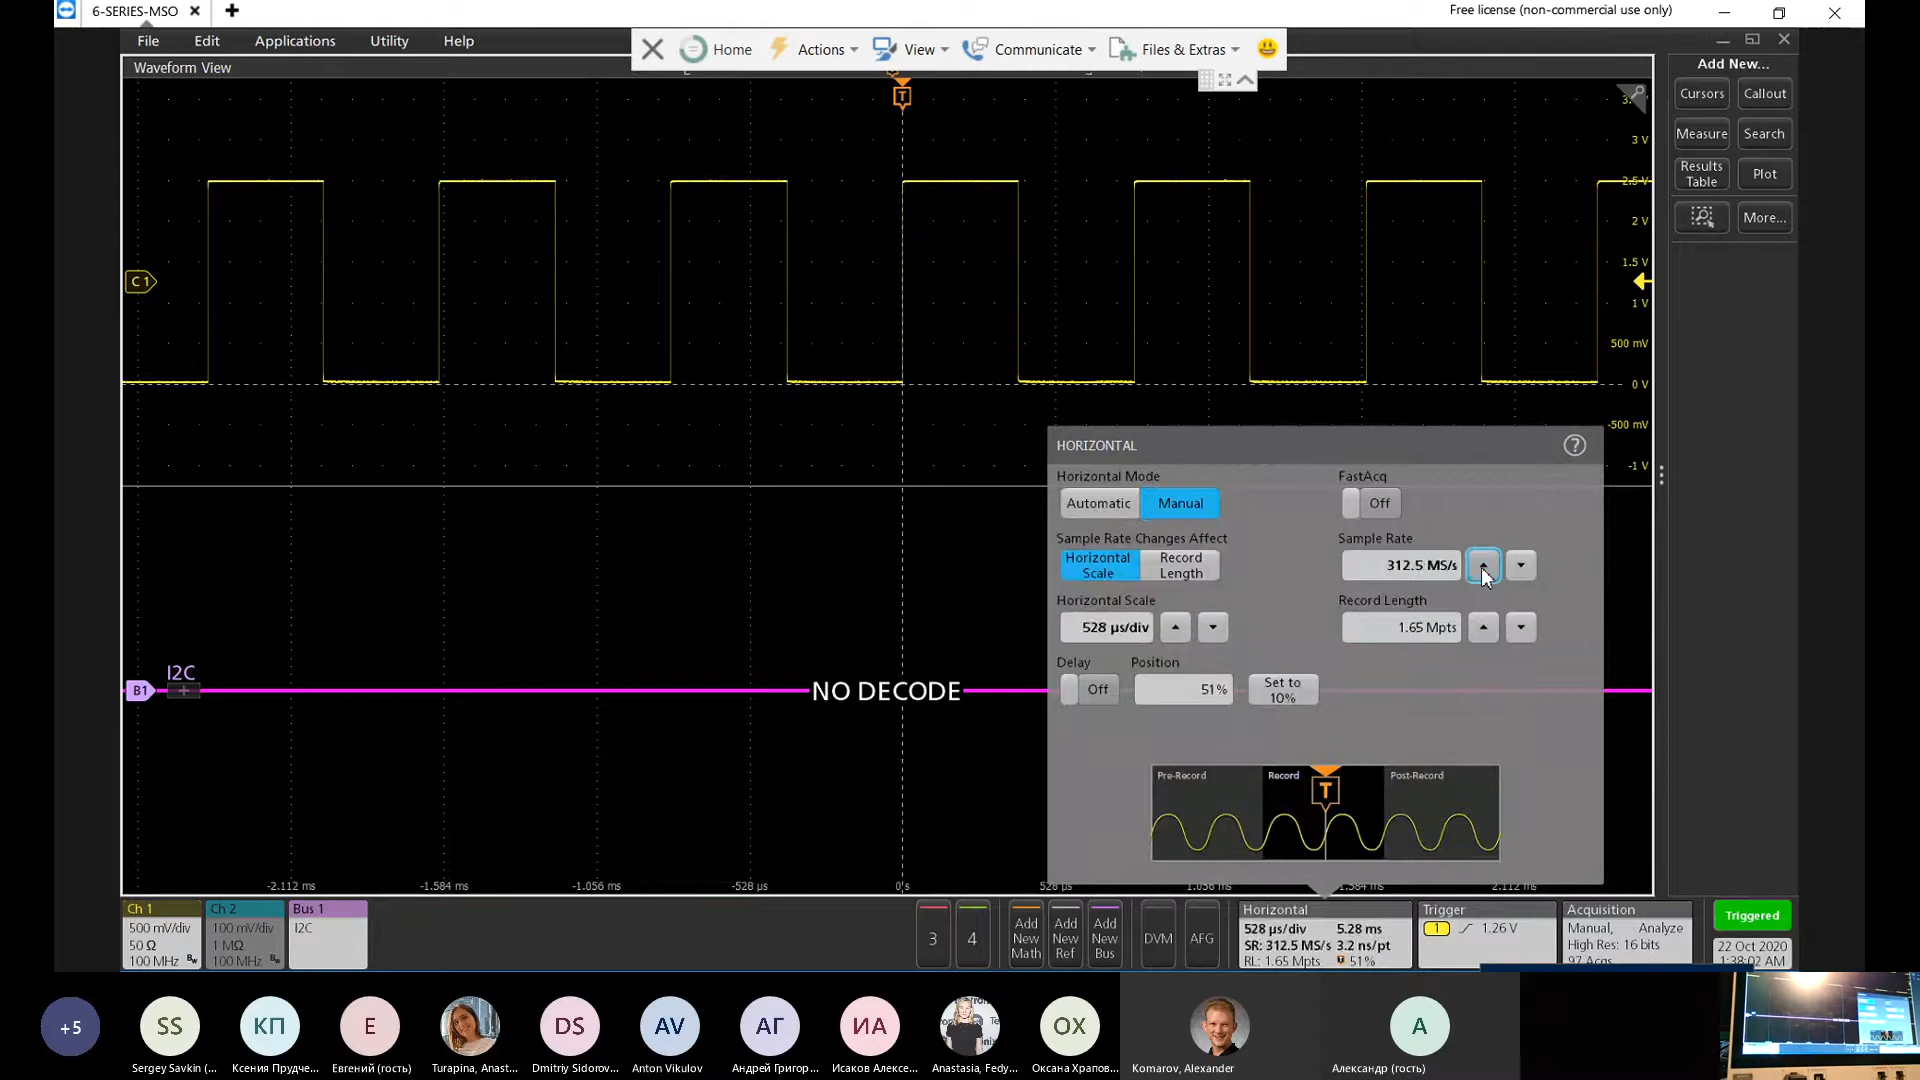 6-SERIES-MSO
Free license (non-commercial use only)
File Edit Applications Utility Help
Home Actions View Communicate Files & Extras
Waveform View
Add New...
Cursors Callout
Measure Search
Results Table Plot
More...
T
3 V
2.5 V
2 V
1.5 V
1 V
500 mV
0 V
-500 mV
-1 V
C 1
HORIZONTAL
?
Horizontal Mode
Automatic Manual
FastAcq
Off
Sample Rate Changes Affect
Horizontal Scale
Record Length
Sample Rate
312.5 MS/s
Horizontal Scale
528 µs/div
Record Length
1.65 Mpts
Delay
Off
Position
51%
Set to 10%
Pre-Record Record Post-Record
T
I2C
B1
NO DECODE
-2.112 ms -1.584 ms -1.056 ms -528 µs 0 s 528 µs 1.056 ms 1.584 ms 2.112 ms
Ch 1
500 mV/div
50 Ω
100 MHz Bw
Ch 2
100 mV/div
1 MΩ
100 MHz Bw
Bus 1
I2C
3
4
Add New Math
Add New Ref
Add New Bus
DVM
AFG
Horizontal
528 µs/div 5.28 ms
SR: 312.5 MS/s 3.2 ns/pt
RL: 1.65 Mpts 51%
Trigger
1 1.26 V
Acquisition
Manual, Analyze
High Res: 16 bits
97 Acqs
Triggered
22 Oct 2020
1:38:02 AM
+5
SS
КП
E
DS
AV
АГ
ИА
ОХ
А
Sergey Savkin (...
Ксения Прудче...
Евгений (гость)
Turapina, Anast...
Dmitriy Sidorov...
Anton Vikulov
Андрей Григор...
Исаков Алексе...
Anastasia, Fedy...
Оксана Храпов...
Komarov, Alexander
Александр (гость)